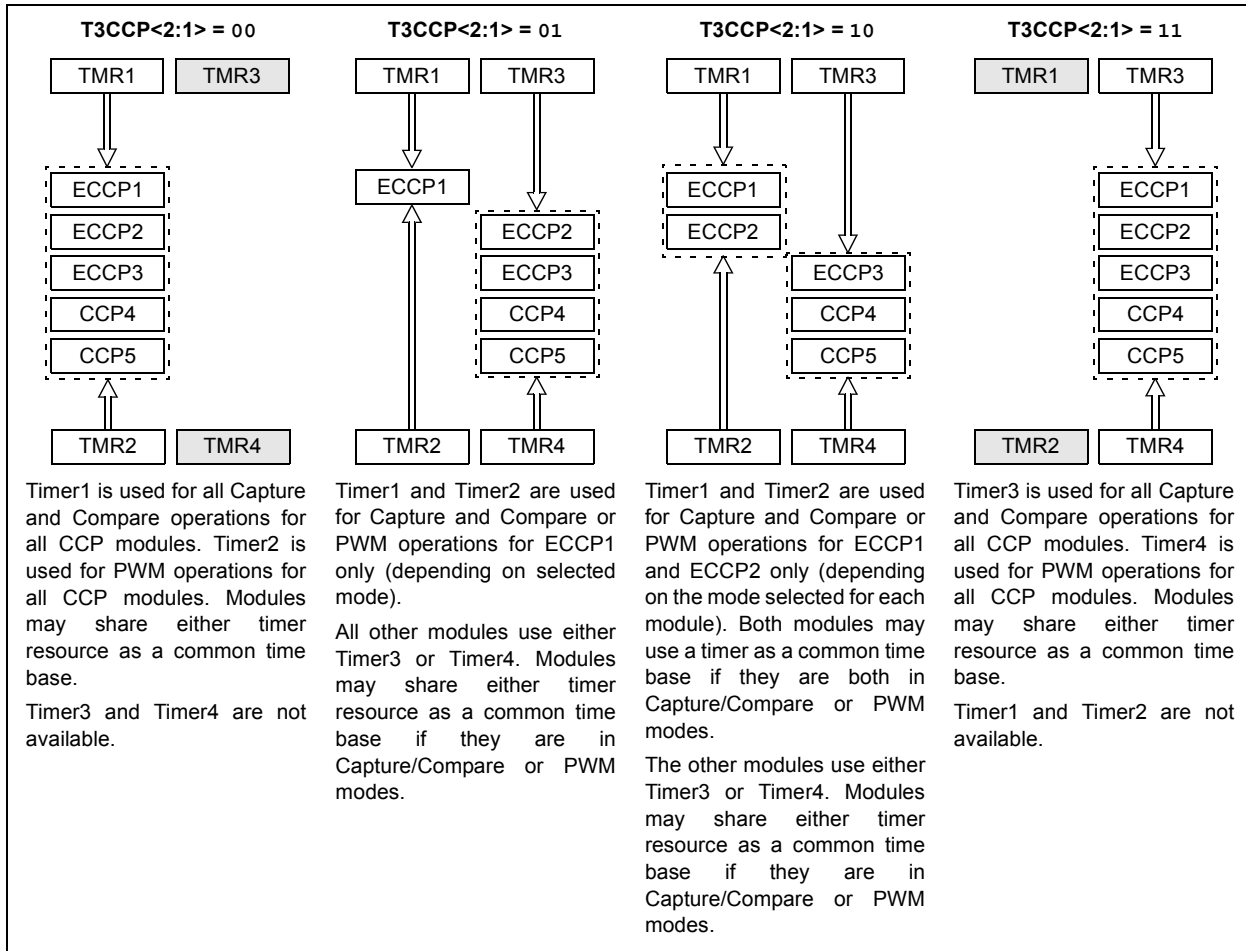 T3CCP<2:1> = 00
TMR1
TMR3
ECCP1
ECCP2
ECCP3
CCP4
CCP5
TMR2
TMR4
Timer1 is used for all Capture
and Compare operations for
all CCP modules. Timer2 is
used for PWM operations for
all CCP modules. Modules
may share either timer
resource as a common time
base.
Timer3 and Timer4 are not
available.
T3CCP<2:1> = 01
TMR1
TMR3
ECCP1
ECCP2
ECCP3
CCP4
CCP5
TMR2
TMR4
Timer1 and Timer2 are used
for Capture and Compare or
PWM operations for ECCP1
only (depending on selected
mode).
All other modules use either
Timer3 or Timer4. Modules
may share either timer
resource as a common time
base if they are in
Capture/Compare or PWM
modes.
T3CCP<2:1> = 10
TMR1
TMR3
ECCP1
ECCP2
ECCP3
CCP4
CCP5
TMR2
TMR4
Timer1 and Timer2 are used
for Capture and Compare or
PWM operations for ECCP1
and ECCP2 only (depending
on the mode selected for each
module). Both modules may
use a timer as a common time
base if they are both in
Capture/Compare or PWM
modes.
The other modules use either
Timer3 or Timer4. Modules
may share either timer
resource as a common time
base if they are in
Capture/Compare or PWM
modes.
T3CCP<2:1> = 11
TMR1
TMR3
ECCP1
ECCP2
ECCP3
CCP4
CCP5
TMR2
TMR4
Timer3 is used for all Capture
and Compare operations for
all CCP modules. Timer4 is
used for PWM operations for
all CCP modules. Modules
may share either timer
resource as a common time
base.
Timer1 and Timer2 are not
available.